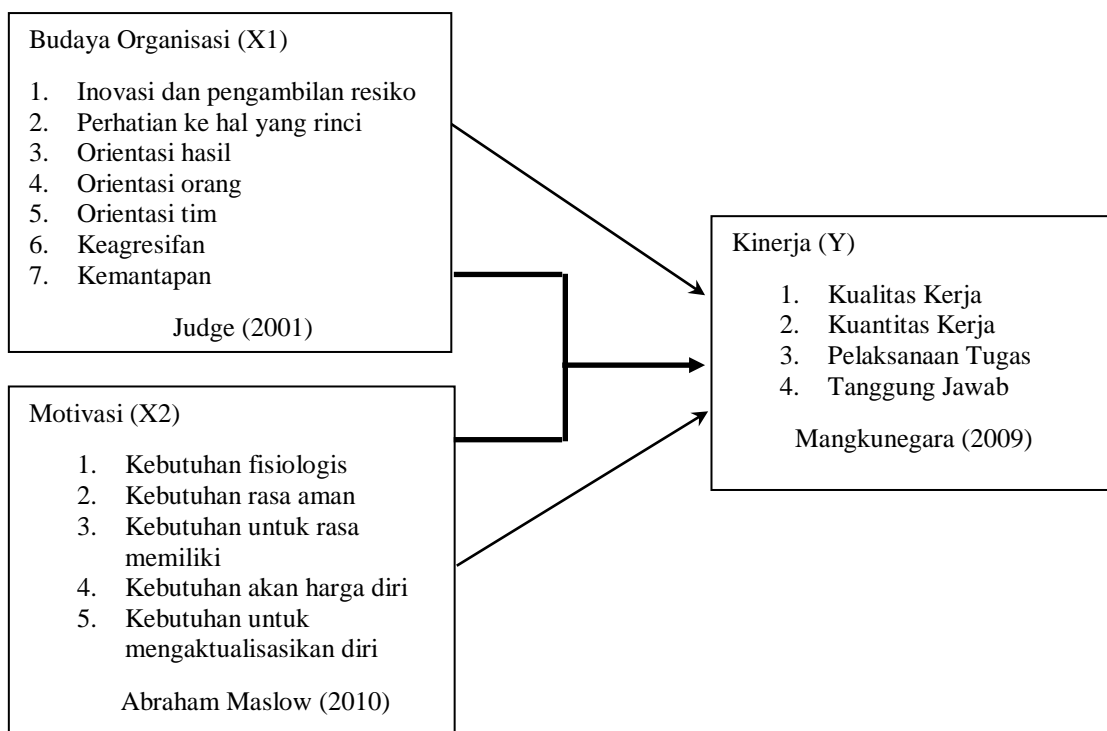 Budaya Organisasi (X1)
1. Inovasi dan pengambilan resiko
2. Perhatian ke hal yang rinci
3. Orientasi hasil
4. Orientasi orang
5. Orientasi tim
6. Keagresifan
7. Kemantapan
Judge (2001)
Motivasi (X2)
1. Kebutuhan fisiologis
2. Kebutuhan rasa aman
3. Kebutuhan untuk rasa
memiliki
4. Kebutuhan akan harga diri
5. Kebutuhan untuk
mengaktualisasikan diri
Abraham Maslow (2010)
Kinerja (Y)
1. Kualitas Kerja
2. Kuantitas Kerja
3. Pelaksanaan Tugas
4. Tanggung Jawab
Mangkunegara (2009)